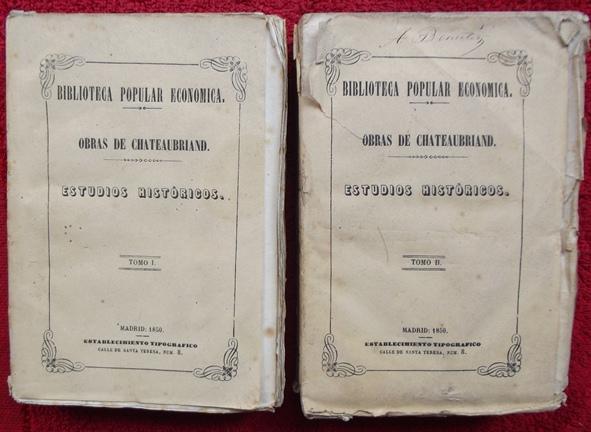 BIBLIOTECA POPULAR ECONOMICA.
OBRAS DE CHATEAUBRIAND.
ESTUDIOS HISTÓRICOS.
TOMO I.
MADRID: 1850.
ESTABLECIMIENTO TIPOGRAFICO
CALLE DE SANTA TERESA, NUM. 8.
BIBLIOTECA POPULAR ECONOMICA.
OBRAS DE CHATEAUBRIAND.
ESTUDIOS HISTÓRICOS.
TOMO II.
MADRID: 1850.
ESTABLECIMIENTO TIPOGRAFICO
CALLE DE SANTA TERESA, NUM. 8.